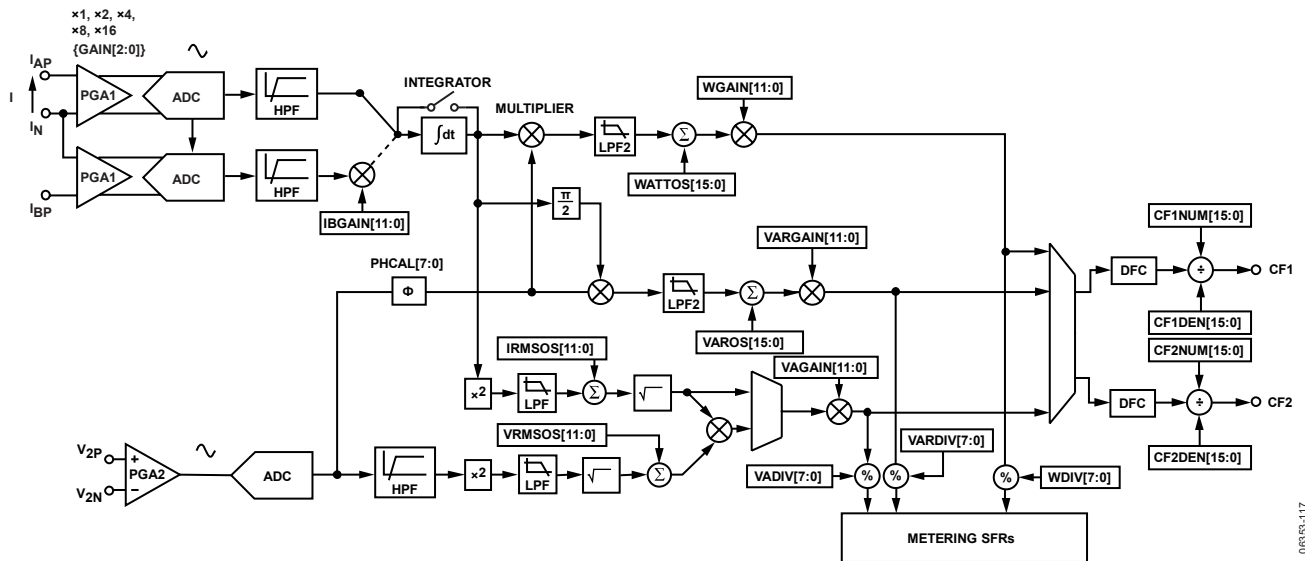 ×1, ×2, ×4,
×8, ×16
{GAIN[2:0]}
I
IAP
IN
IBP
PGA1
ADC
HPF
PGA1
ADC
HPF
IBGAIN[11:0]
INTEGRATOR
∫dt
MULTIPLIER
LPF2
Σ
WATTOS[15:0]
WGAIN[11:0]
π
2
PHCAL[7:0]
Φ
LPF2
Σ
VAROS[15:0]
VARGAIN[11:0]
IRMSOS[11:0]
×2
LPF
Σ
√
VAGAIN[11:0]
VRMSOS[11:0]
V2P
V2N
+
−
PGA2
ADC
HPF
×2
LPF
√
Σ
VADIV[7:0]
%
%
VARDIV[7:0]
%
WDIV[7:0]
METERING SFRs
CF1NUM[15:0]
DFC
÷
CF1
CF1DEN[15:0]
CF2NUM[15:0]
DFC
÷
CF2
CF2DEN[15:0]
06353-117